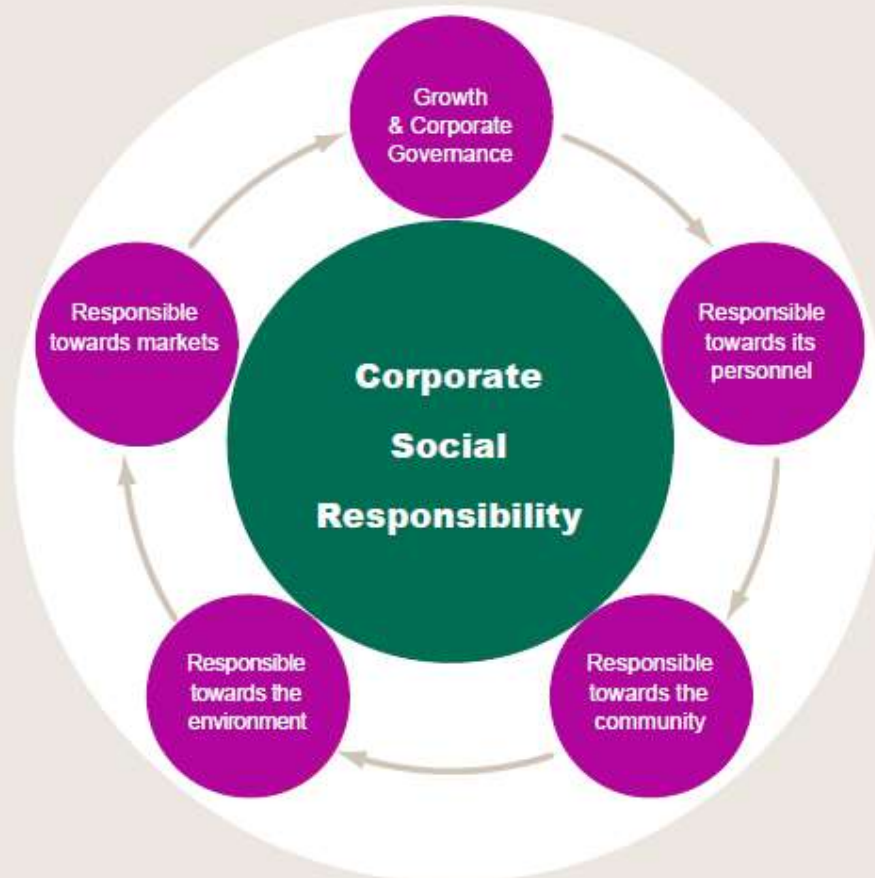 Growth
& Corporate
Governance
Responsible
towards its
personnel
Responsible
towards the
community
Responsible
towards the
environment
Responsible
towards markets
Corporate
Social
Responsibility